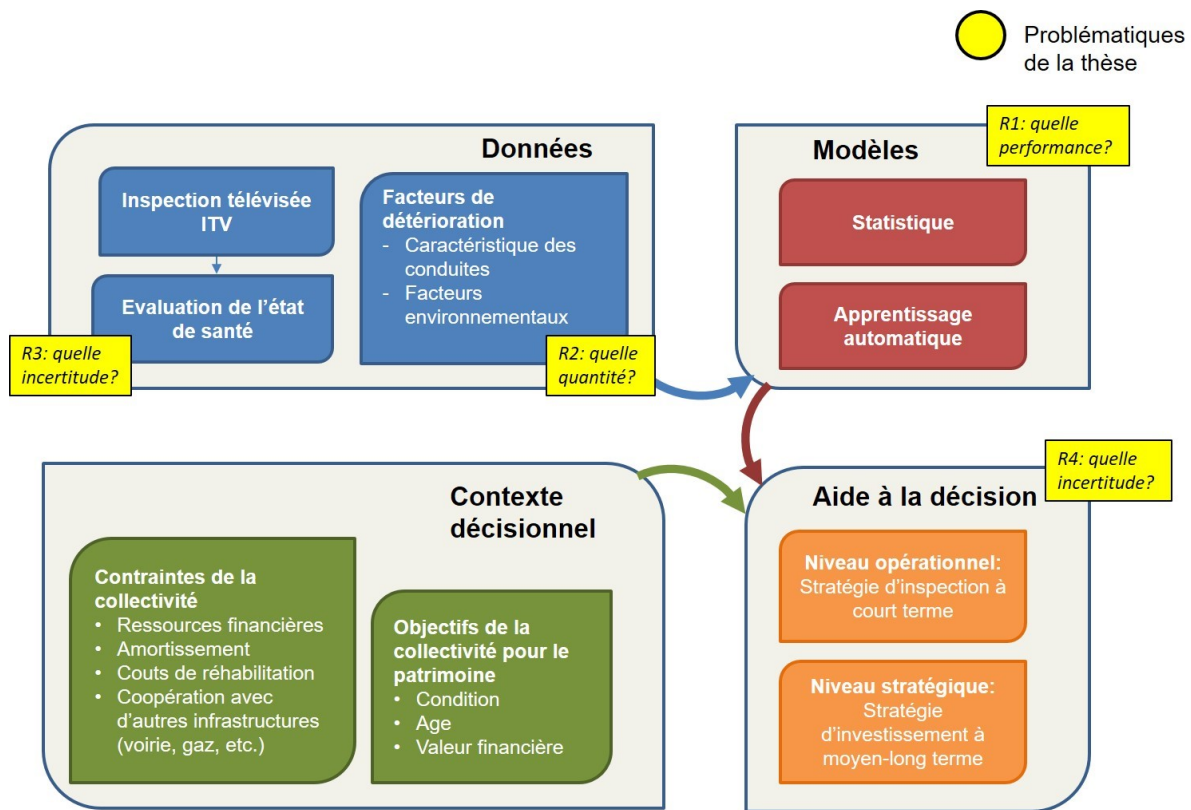 Problématiques
de la thèse
Données
Inspection télévisée
ITV
Evaluation de l'état
de santé
R3: quelle
incertitude?
Facteurs de
détérioration
- Caractéristique des
conduites
- Facteurs
environnementaux
R2: quelle
quantité?
Modèles
R1: quelle
performance?
Statistique
Apprentissage
automatique
Contexte
décisionnel
Contraintes de la
collectivité
• Ressources financières
• Amortissement
• Couts de réhabilitation
• Coopération avec
d'autres infrastructures
(voirie, gaz, etc.)
Objectifs de la
collectivité pour le
patrimoine
• Condition
• Age
• Valeur financière
R4: quelle
incertitude?
Aide à la décision
Niveau opérationnel:
Stratégie d'inspection à
court terme
Niveau stratégique:
Stratégie
d'investissement à
moyen-long terme